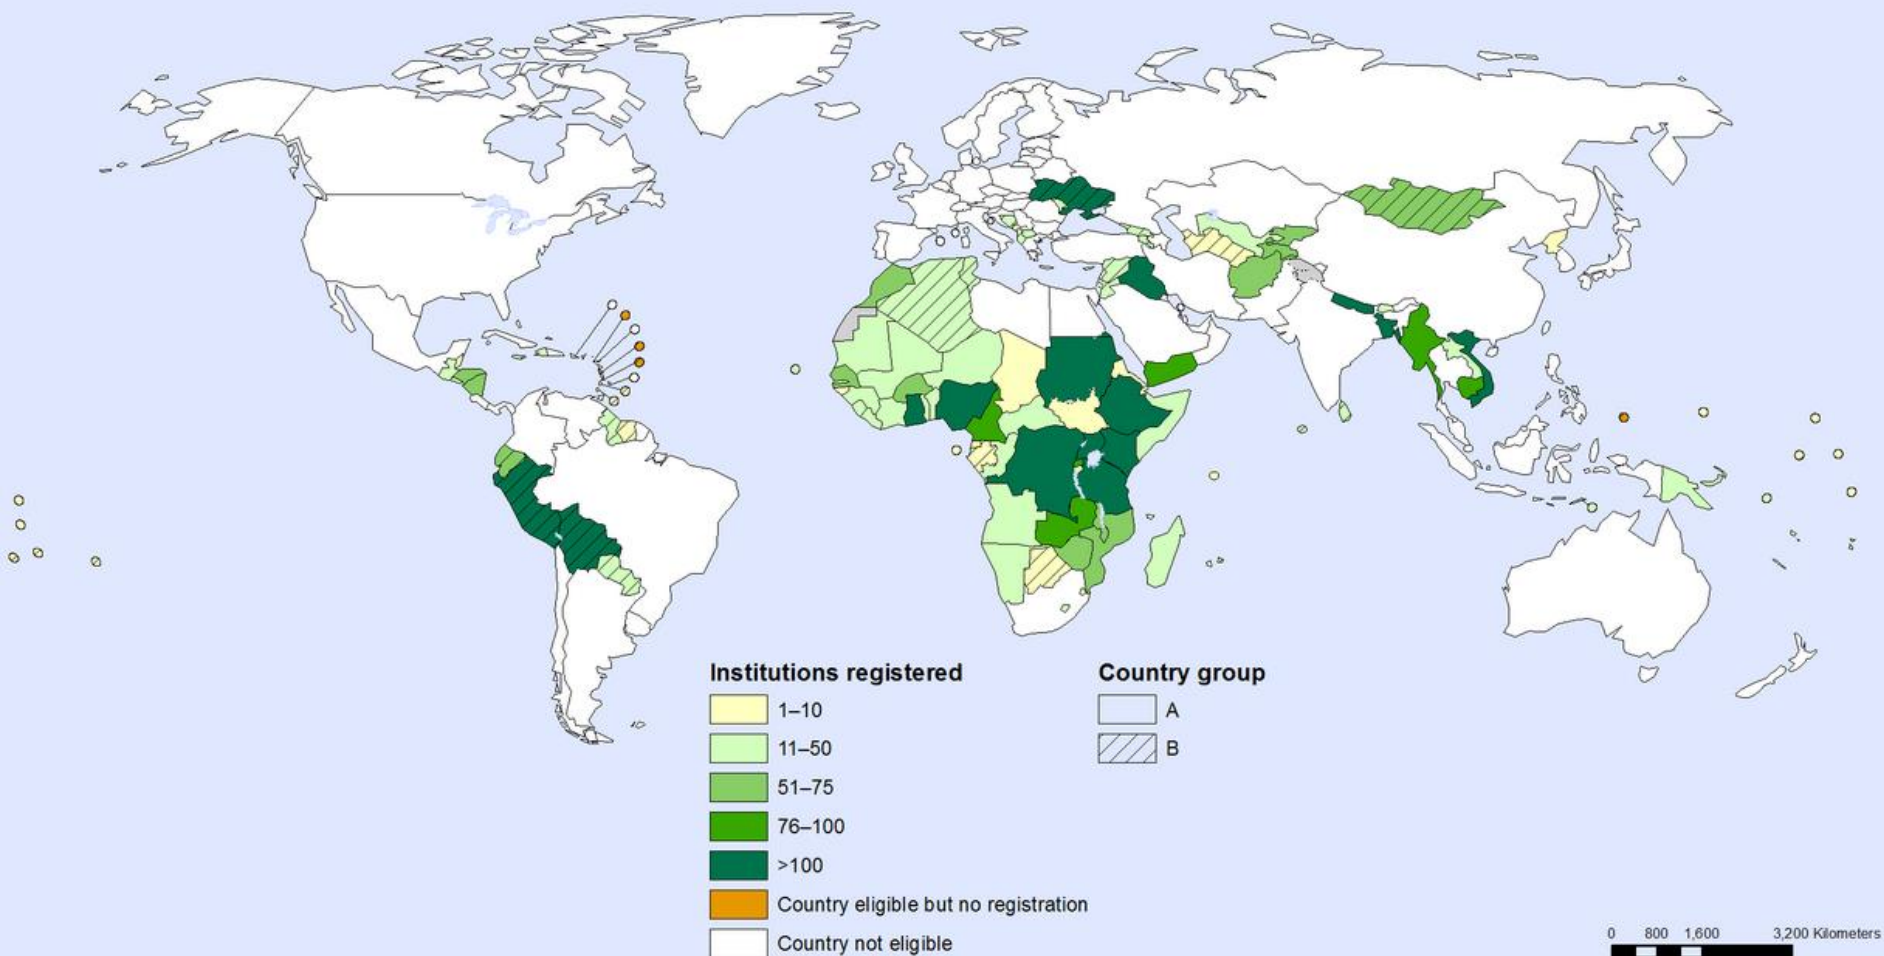 Institutions registered
1–10
11–50
51–75
76–100
>100
Country eligible but no registration
Country not eligible
Country group
A
B
0 800 1,600 3,200 Kilometers